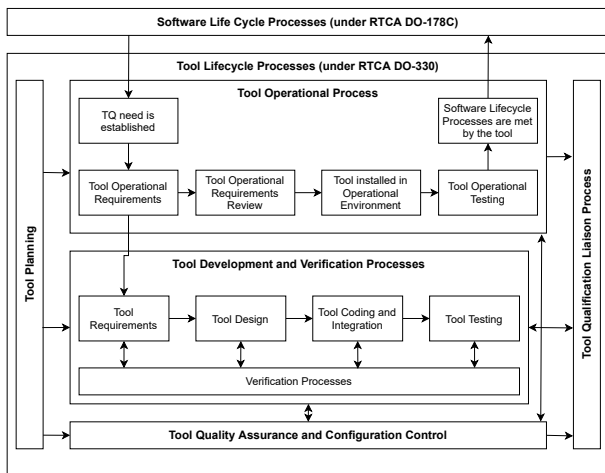 Software Life Cycle Processes (under RTCA DO-178C)
Tool Lifecycle Processes (under RTCA DO-330)
Tool Planning
Tool Operational Process
TQ need is
established
Software Lifecycle
Processes are met
by the tool
Tool Operational
Requirements
Tool Operational
Requirements
Review
Tool installed in
Operational
Environment
Tool Operational
Testing
Tool Development and Verification Processes
Tool
Requirements
Tool Design
Tool Coding and
Integration
Tool Testing
Verification Processes
Tool Quality Assurance and Configuration Control
Tool Qualification Liaison Process